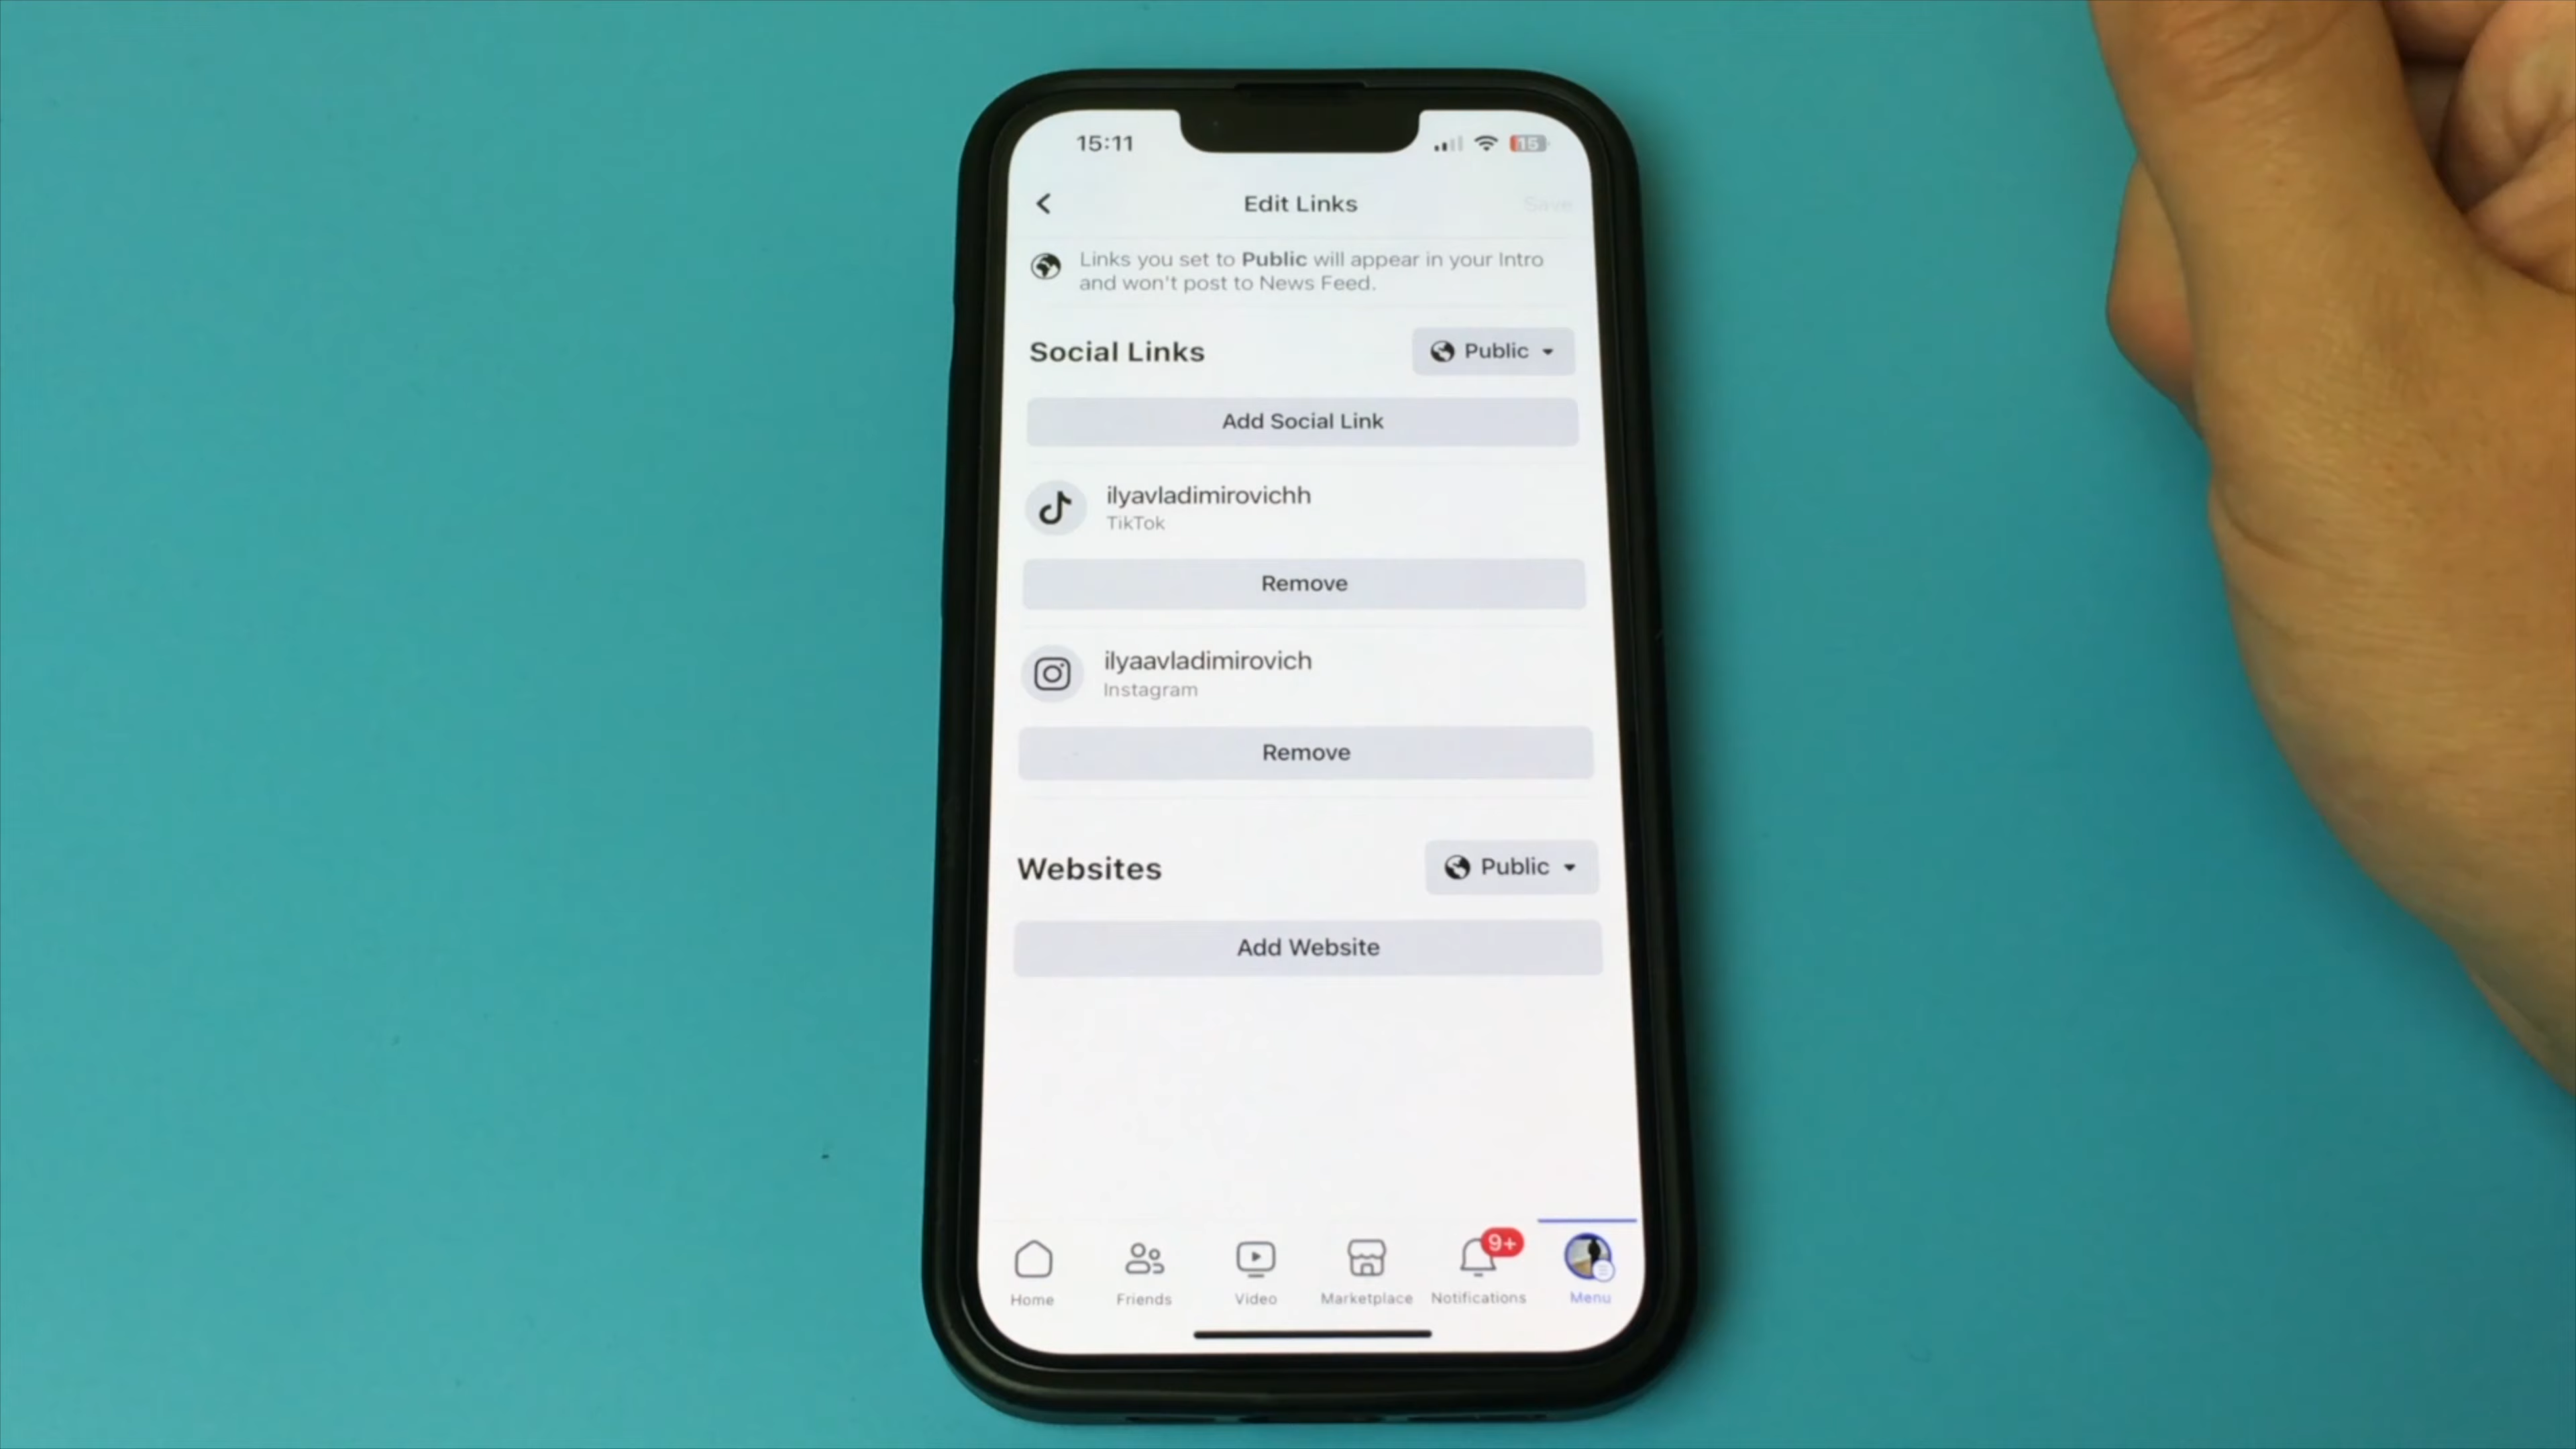 15:11
15
Edit Links
Save
Links you set to Public will appear in your Intro
and won't post to News Feed.
Social Links
Public
Add Social Link
ilyavladimirovichh
TikTok
Remove
ilyaavladimirovich
Instagram
Remove
Websites
Public
Add Website
9+
Home
Friends
Video
Marketplace
Notifications
Menu